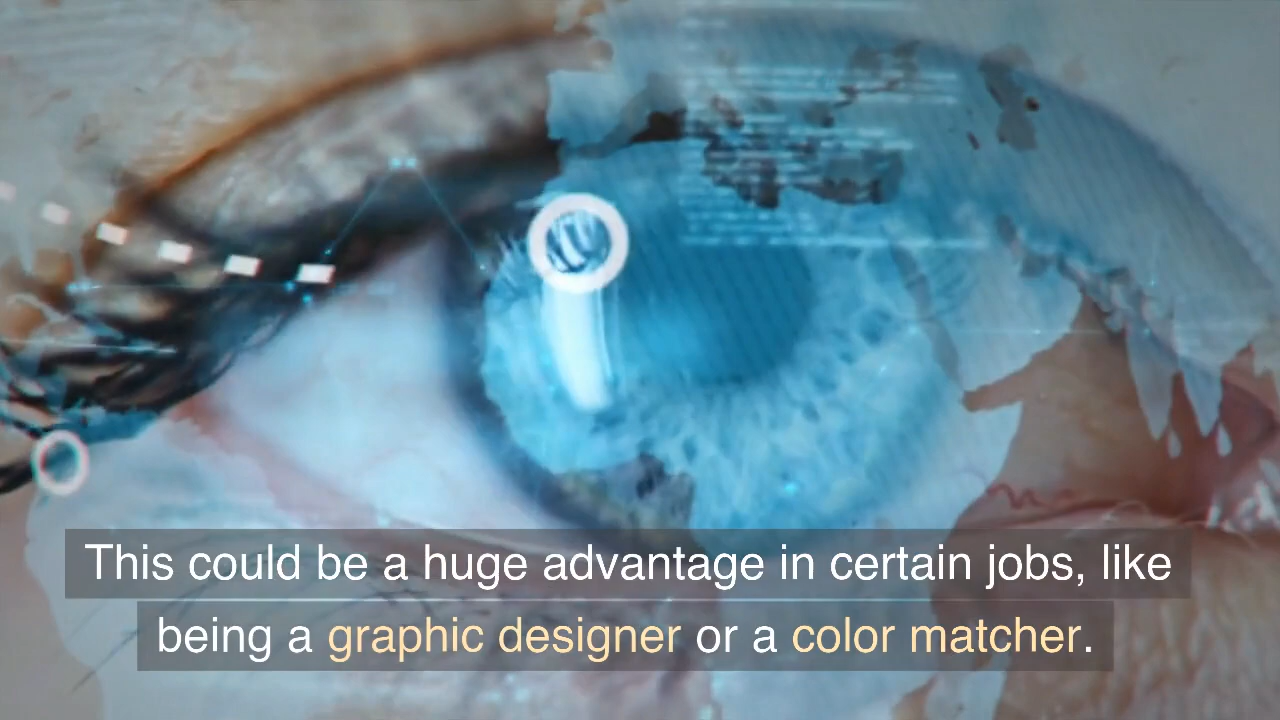 This could be a huge advantage in certain jobs, like
being a graphic designer or a color matcher.